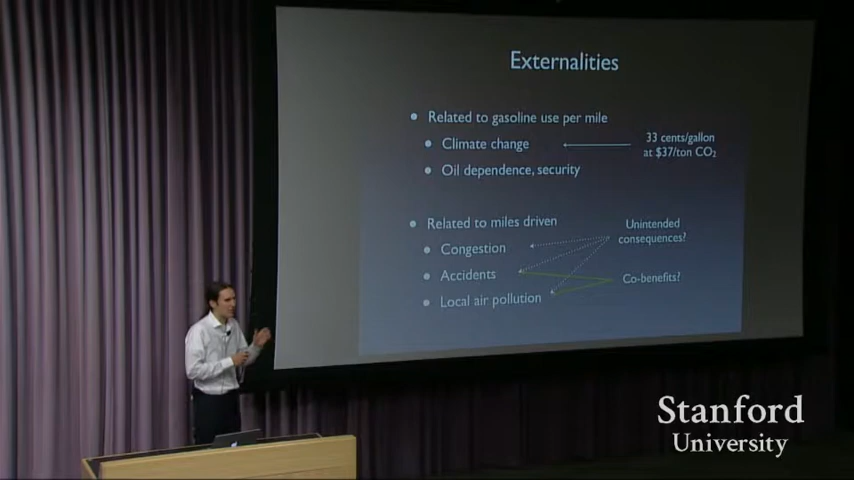 Externalities
Related to gasoline use per mile
Climate change
33 cents/gallon
at $37/ton CO₂
Oil dependence, security
Related to miles driven
Unintended
consequences?
Congestion
Accidents
Co-benefits?
Local air pollution
Stanford
University